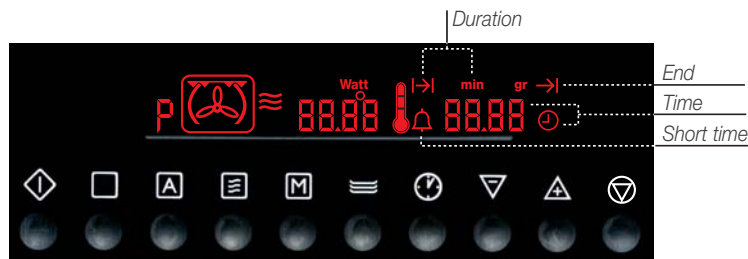 Duration
End
Watt min gr
P 88.88 88.88
Time
Short time
A M